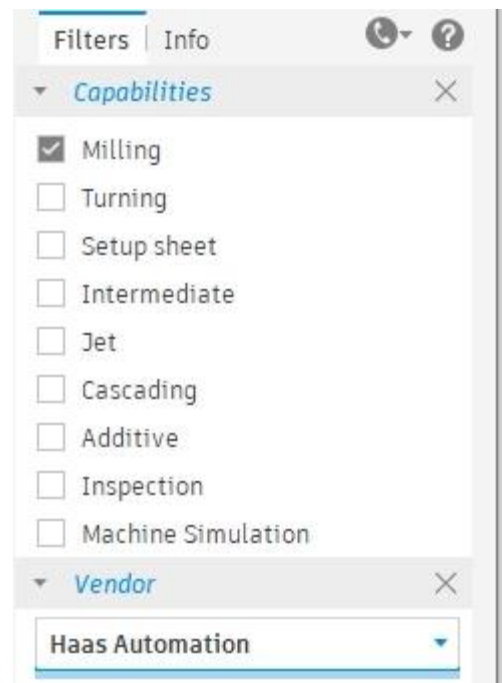 Filters Info
Capabilities
Milling
Turning
Setup sheet
Intermediate
Jet
Cascading
Additive
Inspection
Machine Simulation
Vendor
Haas Automation